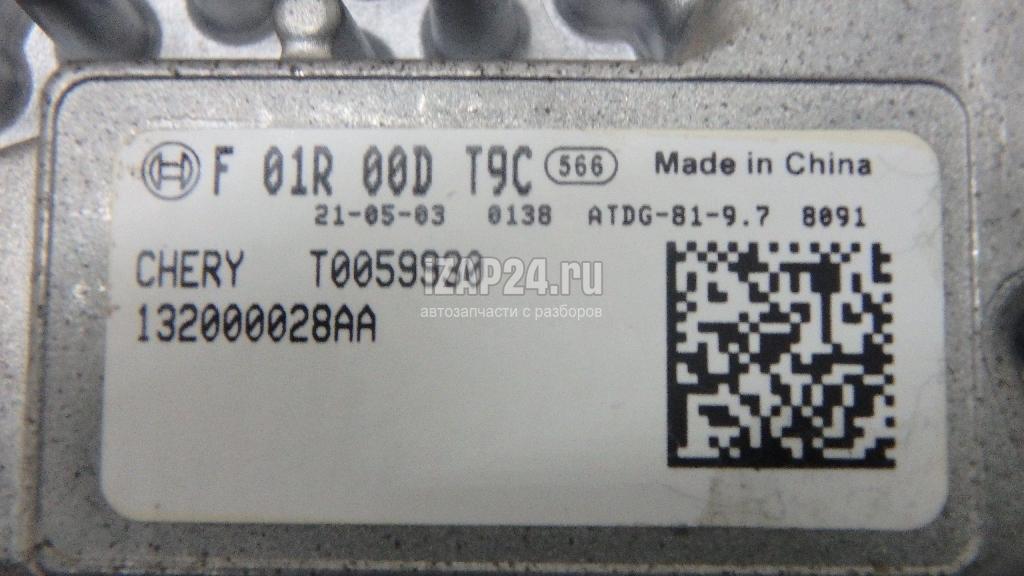 F 01R 00D T9C 566 Made in China
21-05-03 0138 ATDG-81-9.7 8091
CHERY
132000028AA
IZAP24.ru
автозапчасти с разборов